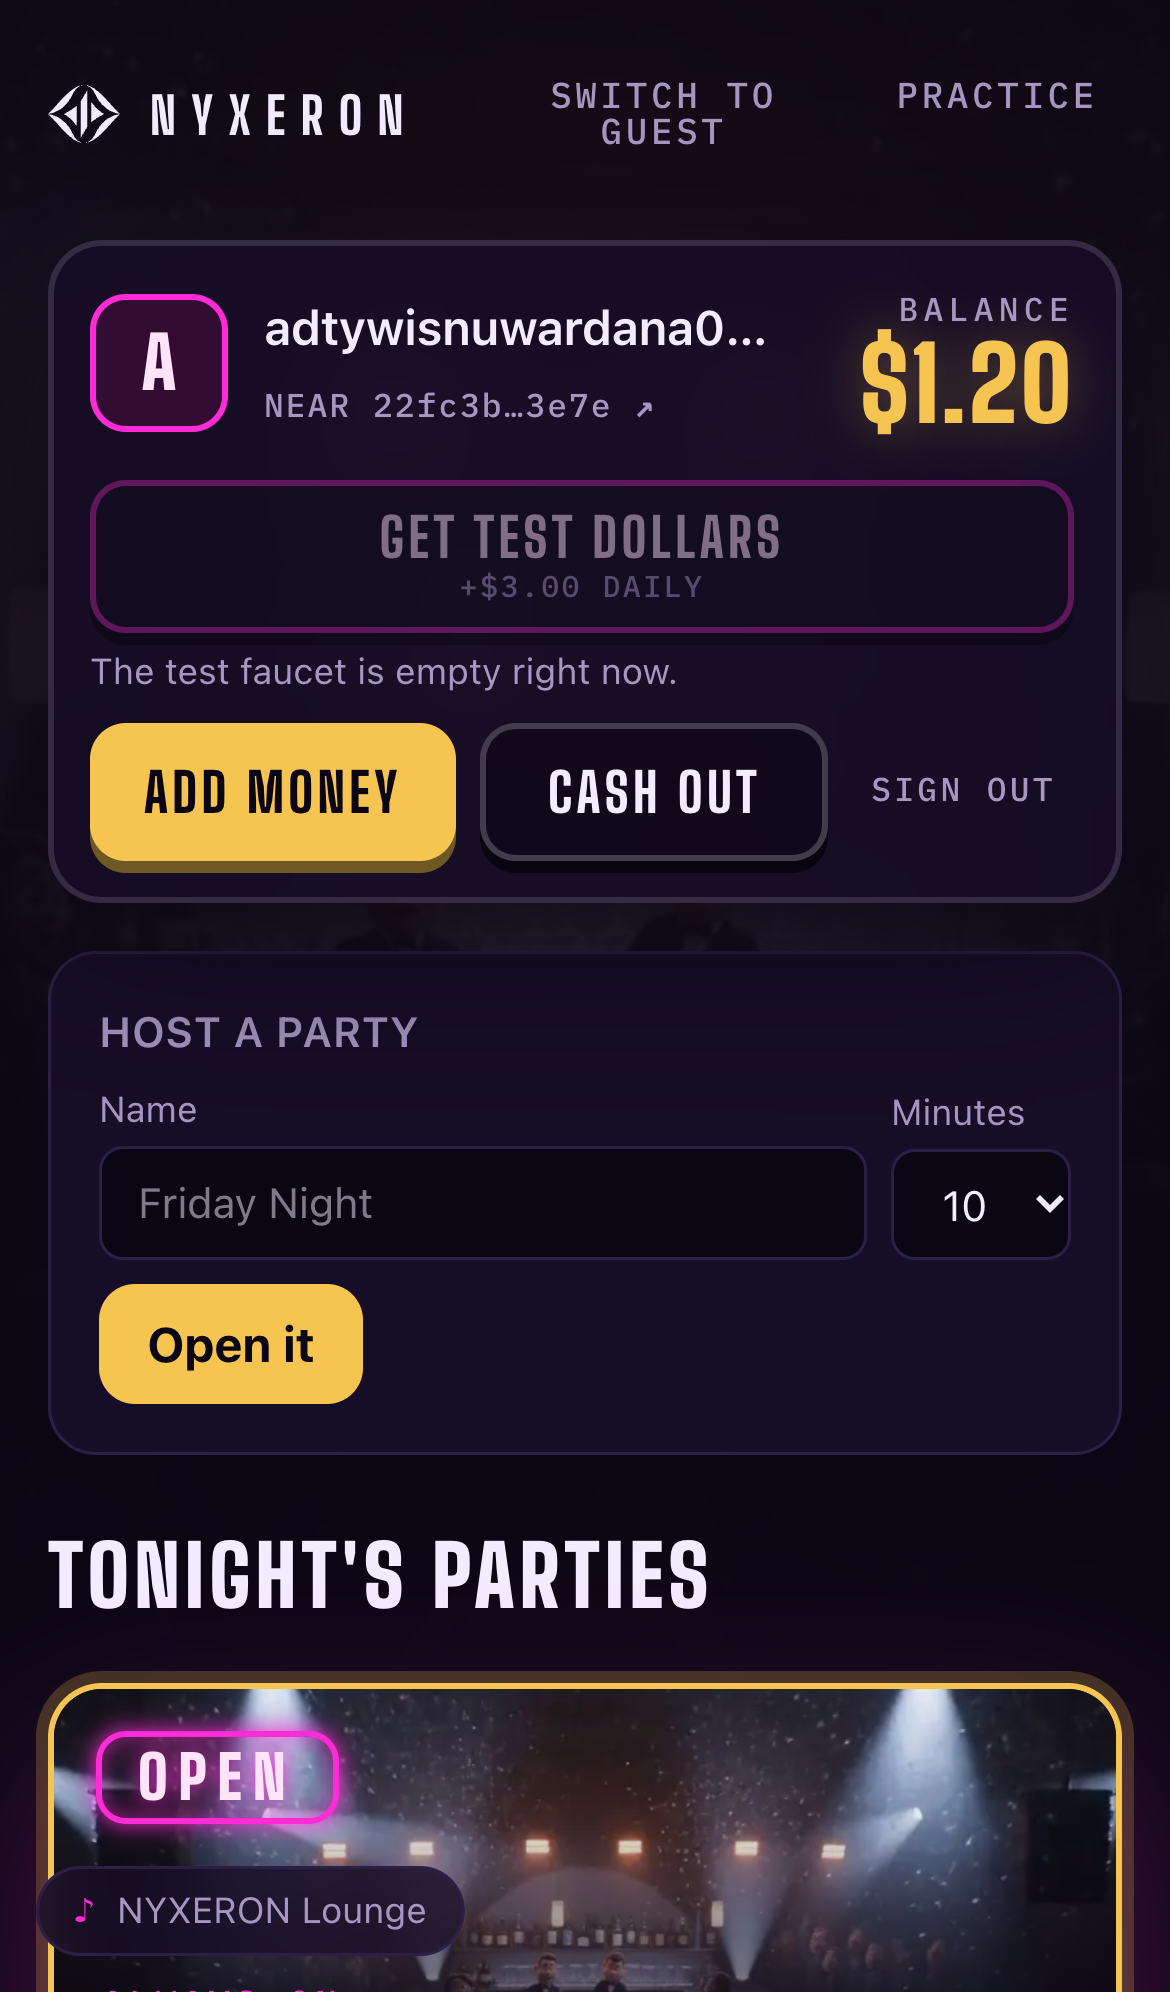 NYXERON
SWITCH TO
GUEST
PRACTICE
A
adtywisnuwardana0...
NEAR 22fc3b…3e7e ↗
BALANCE
$1.20
GET TEST DOLLARS
+$3.00 DAILY
The test faucet is empty right now.
ADD MONEY
CASH OUT
SIGN OUT
HOST A PARTY
Name
Minutes
Friday Night
10
Open it
TONIGHT'S PARTIES
OPEN
♪ NYXERON Lounge